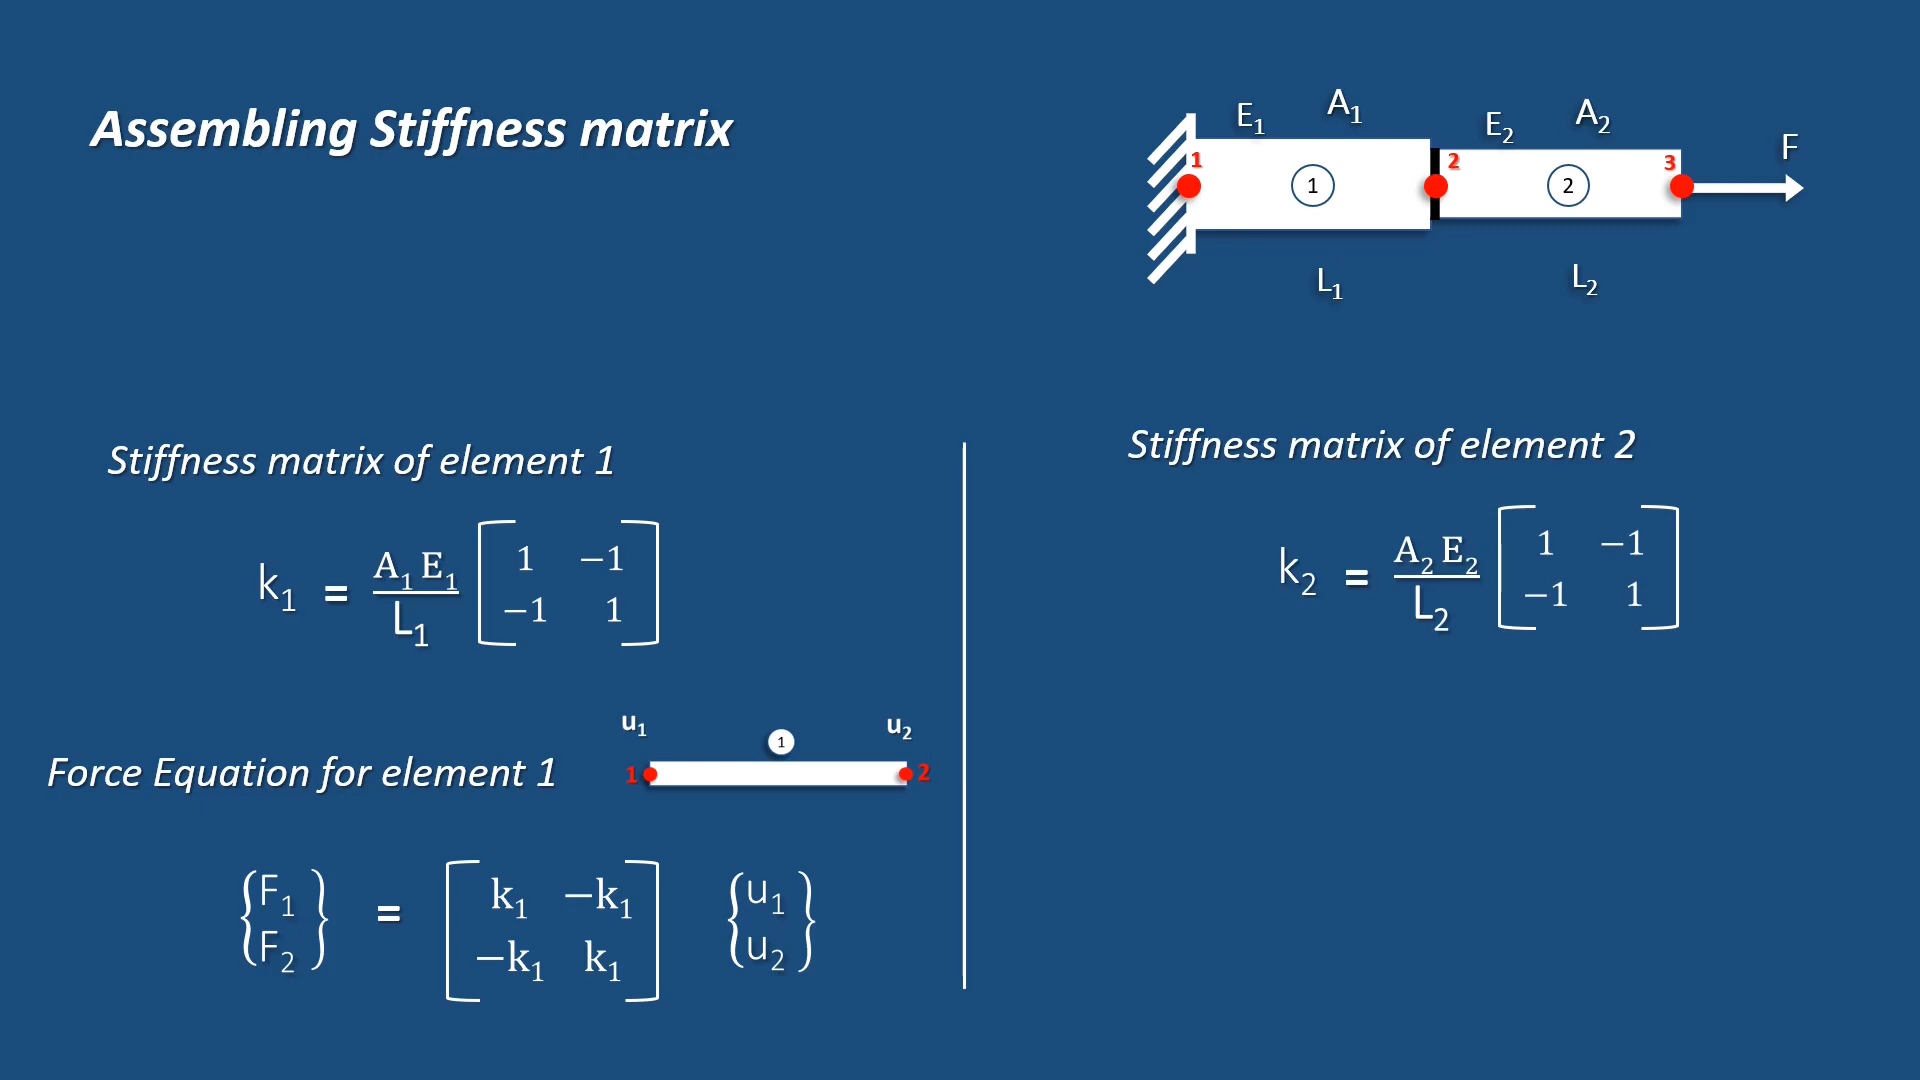 Assembling Stiffness matrix
E₁ A₁ E₂ A₂ F
1 1 2 2 3
L₁ L₂
Stiffness matrix of element 1
k₁ = A₁ E₁ / L₁ [ 1 −1
−1 1 ]
Force Equation for element 1
u₁ u₂
1 1 2
{ F₁ F₂ } = [ k₁ −k₁
−k₁ k₁ ] { u₁ u₂ }
Stiffness matrix of element 2
k₂ = A₂ E₂ / L₂ [ 1 −1
−1 1 ]